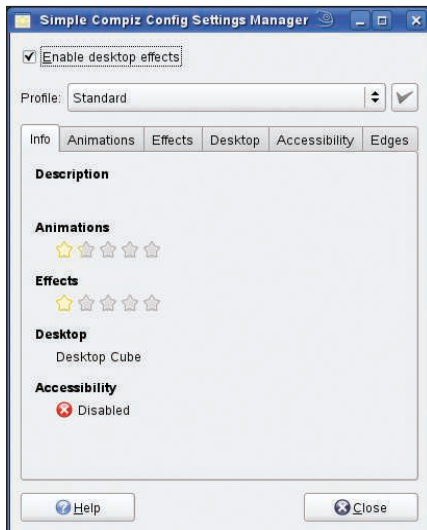 Simple Compiz Config Settings Manager
Enable desktop effects
Profile: Standard
Info Animations Effects Desktop Accessibility Edges
Description
Animations
Effects
Desktop
Desktop Cube
Accessibility
Disabled
Help Close